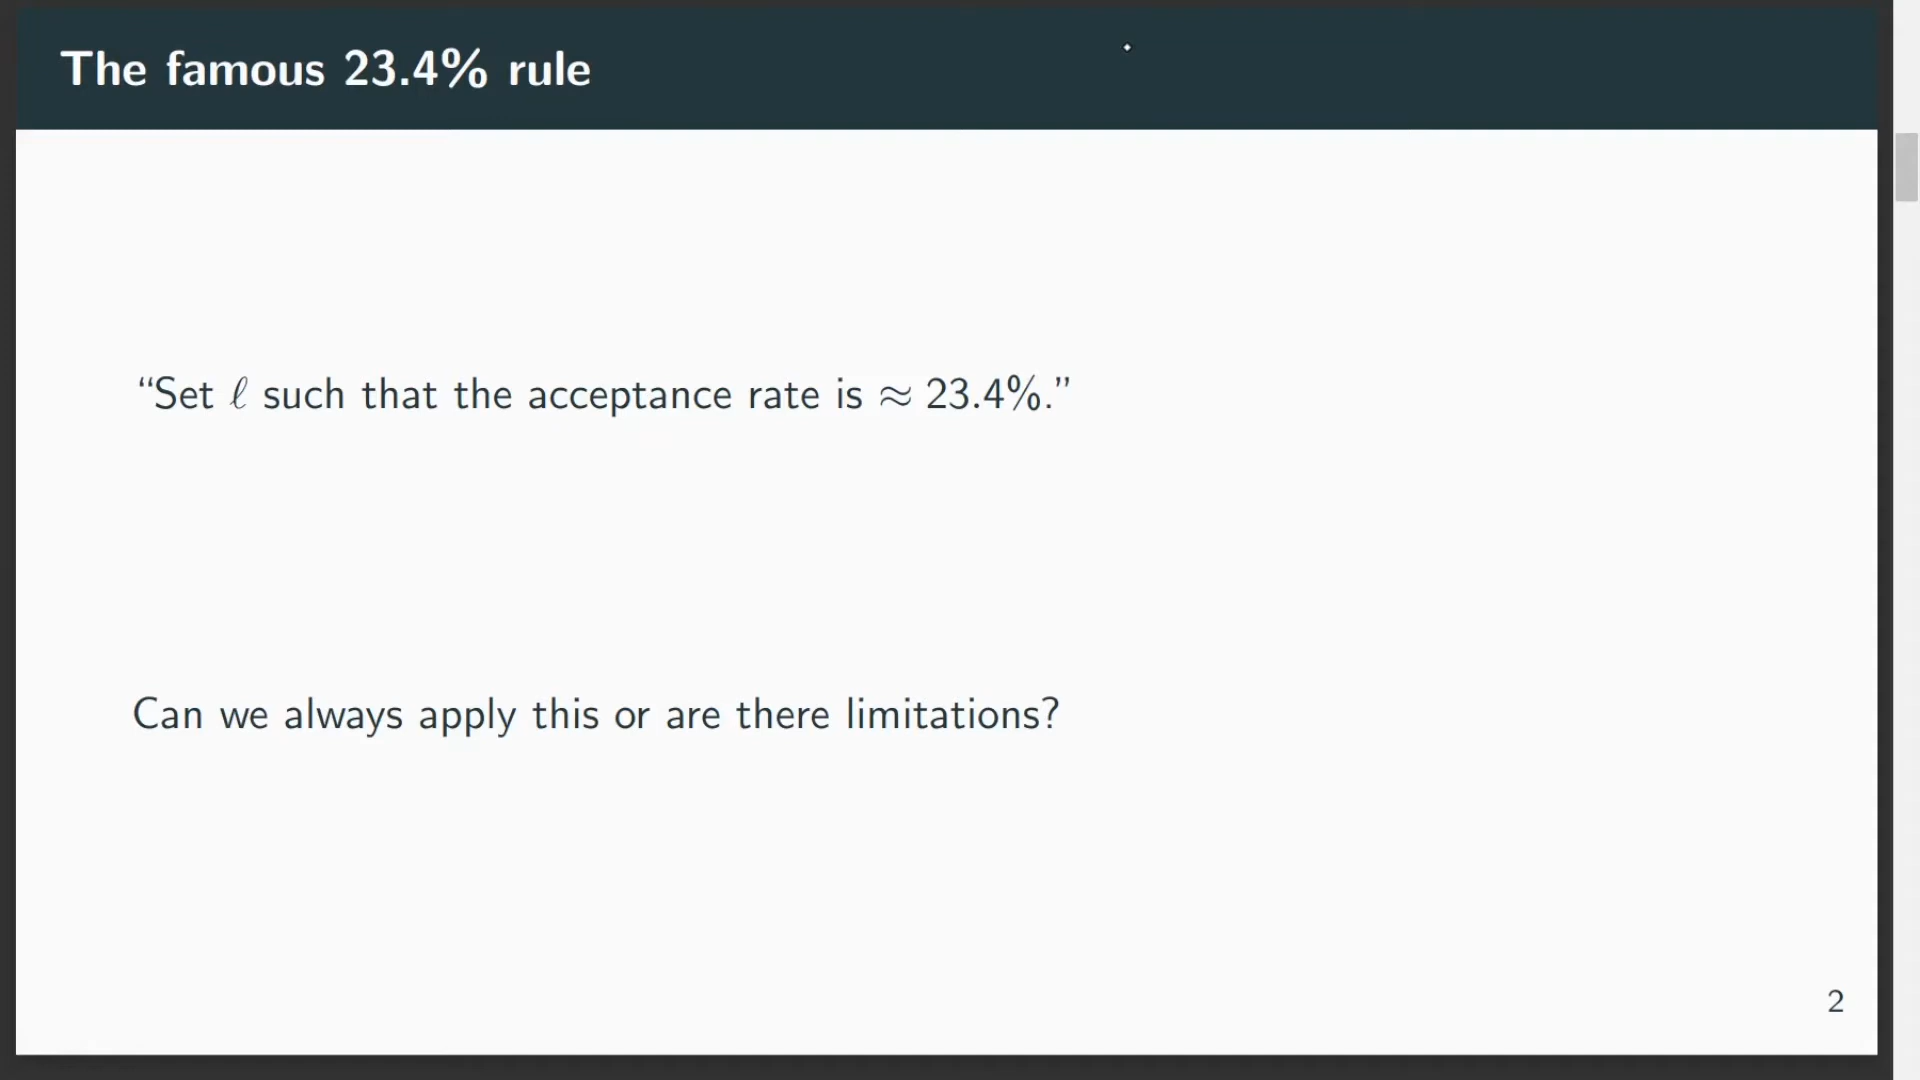 The famous 23.4% rule
“Set ℓ such that the acceptance rate is ≈ 23.4%.”
Can we always apply this or are there limitations?
2